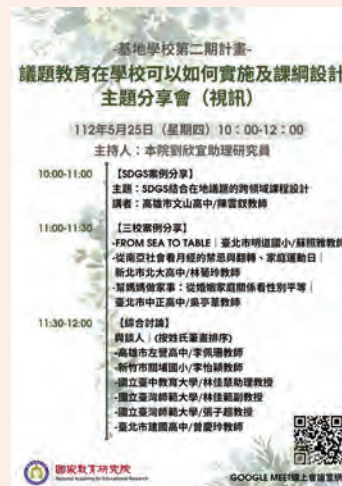 -基地學校第二期計畫-
議題教育在學校可以如何實施及課綱設計
主題分享會（視訊）
112年5月25日（星期四）10：00-12：00
主持人：本院劉欣宜助理研究員
10:00-11:00
【SDGS案例分享】
主題：SDGS結合在地議題的跨領域課程設計
講者：高雄市文山高中/陳雲釵教師
11:00-11:30
【三校案例分享】
-FROM SEA TO TABLE｜臺北市明道國小/蘇照雅教師
-從南亞社會看月經的禁忌與翻轉、家庭運動日｜
新北市北大高中/林菊玲教師
-幫媽媽做家事：從婚姻家庭關係看性別平等｜
臺北市中正高中/吳亭葦教師
11:30-12:00
【綜合討論】
與談人｜(按姓氏筆畫排序)
-高雄市左營高中/李佩珊教師
-新竹市關埔國小/李怡穎教師
-國立臺中教育大學/林佳慧助理教授
-國立臺灣師範大學/林佳範副教授
-國立臺灣師範大學/張子超教授
-臺北市建國高中/曾慶玲教師
國家教育研究院
National Academy for Educational Research
GOOGLE MEET線上會議室網